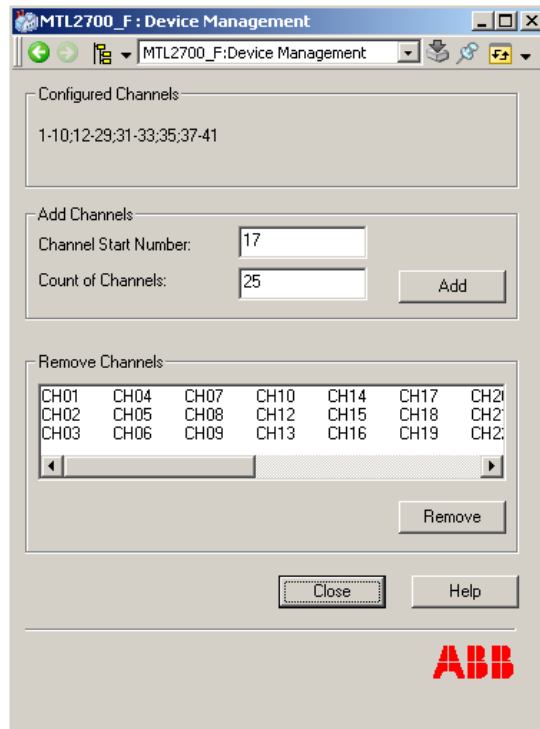 MTL2700_F : Device Management
MTL2700_F:Device Management
Configured Channels
1-10;12-29;31-33;35;37-41
Add Channels
Channel Start Number: 17
Count of Channels: 25
Add
Remove Channels
CH01 CH04 CH07 CH10 CH14 CH17
CH02 CH05 CH08 CH12 CH15 CH18
CH03 CH06 CH09 CH13 CH16 CH19
Remove
Close Help
ABB